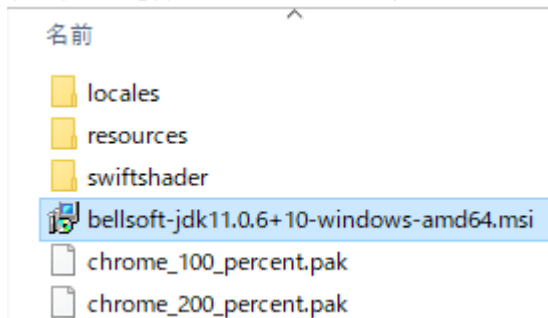 名前
locales
resources
swiftshader
bellsoft-jdk11.0.6+10-windows-amd64.msi
chrome_100_percent.pak
chrome_200_percent.pak